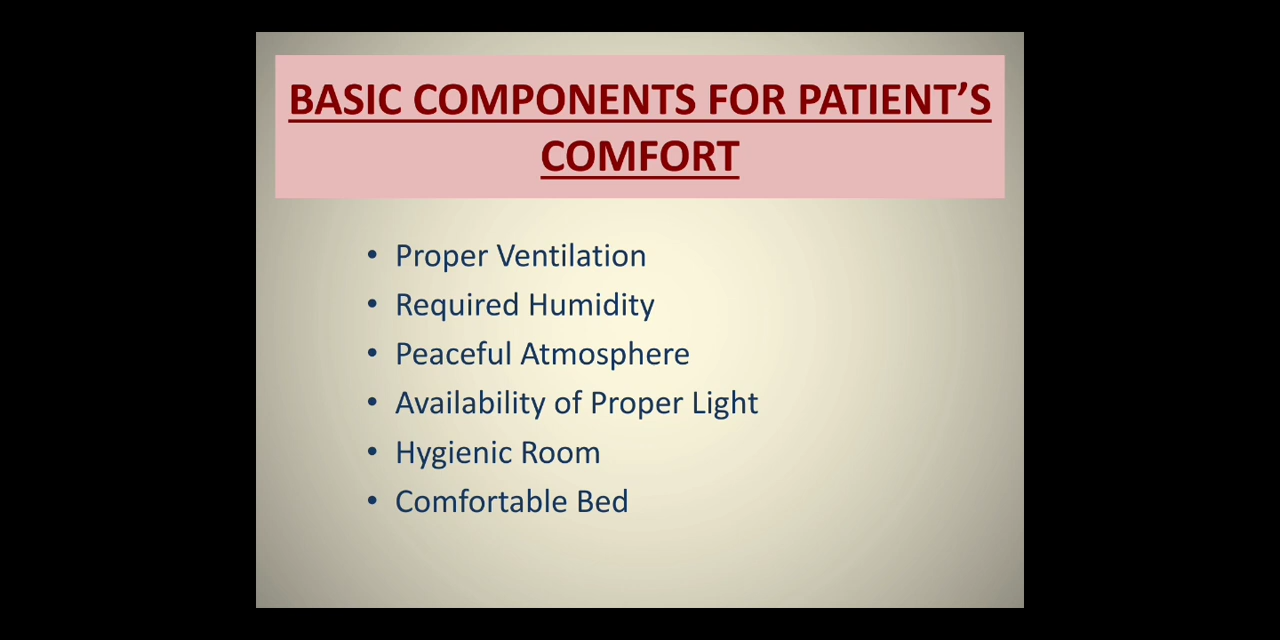 BASIC COMPONENTS FOR PATIENT’S
COMFORT
• Proper Ventilation
• Required Humidity
• Peaceful Atmosphere
• Availability of Proper Light
• Hygienic Room
• Comfortable Bed